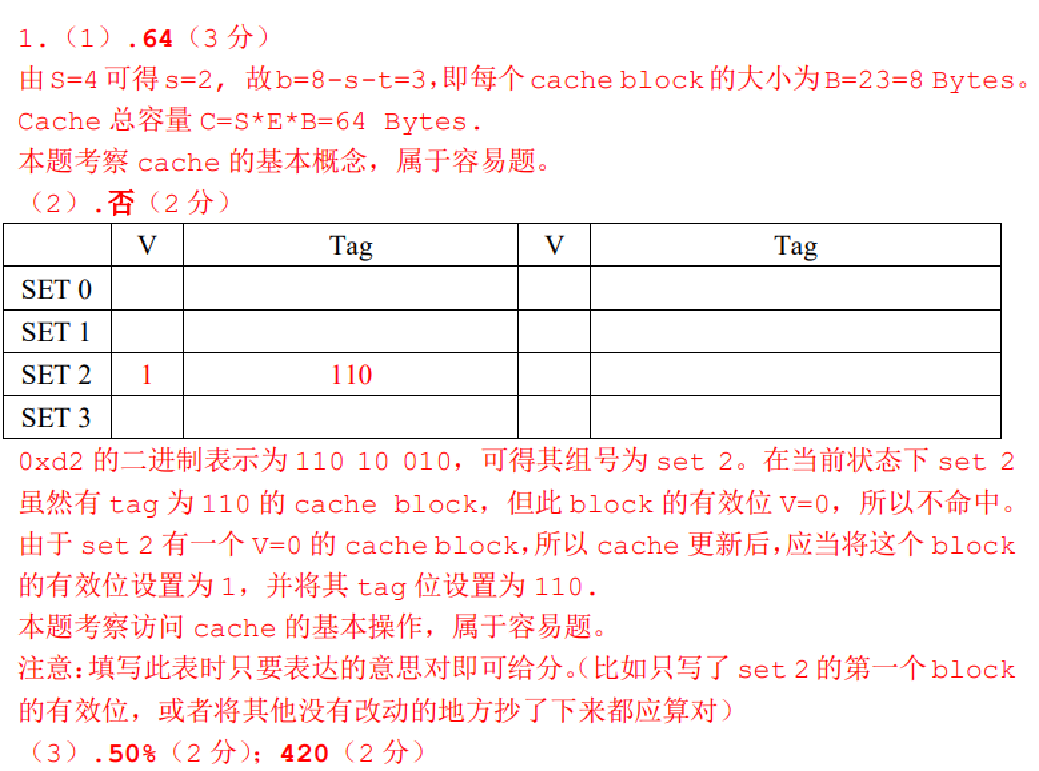 1.（1）.64（3 分）
由 S=4 可得 s=2, 故 b=8-s-t=3,即每个 cache block 的大小为 B=23=8 Bytes。
Cache 总容量 C=S*E*B=64 Bytes.
本题考察 cache 的基本概念，属于容易题。
（2）.否（2 分）
V Tag V Tag
SET 0
SET 1
SET 2 1 110
SET 3
0xd2 的二进制表示为 110 10 010，可得其组号为 set 2。在当前状态下 set 2
虽然有 tag 为 110 的 cache block，但此 block 的有效位 V=0，所以不命中。
由于 set 2 有一个 V=0 的 cache block,所以 cache 更新后,应当将这个 block
的有效位设置为 1，并将其 tag 位设置为 110.
本题考察访问 cache 的基本操作，属于容易题。
注意:填写此表时只要表达的意思对即可给分。（比如只写了 set 2 的第一个 block
的有效位，或者将其他没有改动的地方抄了下来都应算对）
（3）.50%（2 分）；420（2 分）